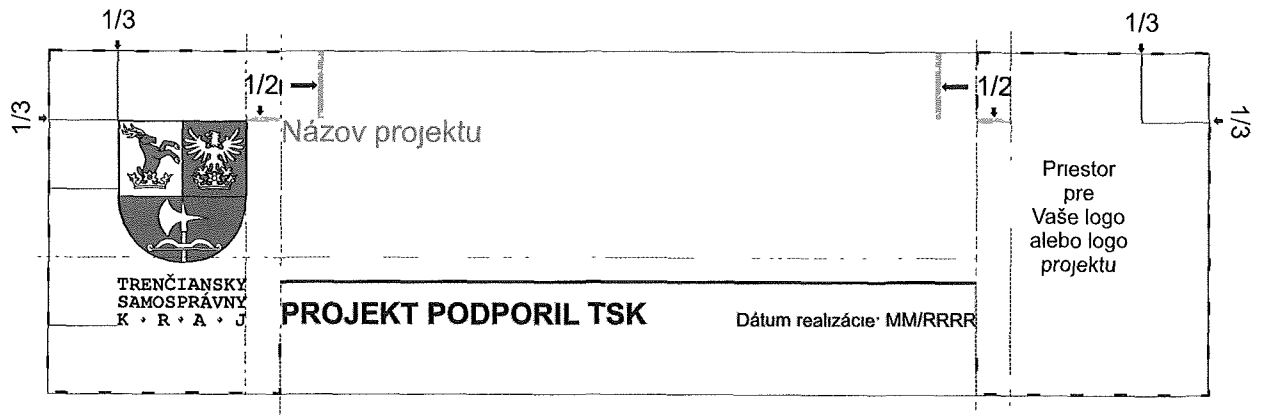 1/3
1/3
1/2
1/2
1/3
1/3
Názov projektu
Priestor
pre
Vaše logo
alebo logo
projektu
TRENČIANSKY
SAMOSPRÁVNY
K • R • A • J
PROJEKT PODPORIL TSK
Dátum realizácie: MM/RRRR